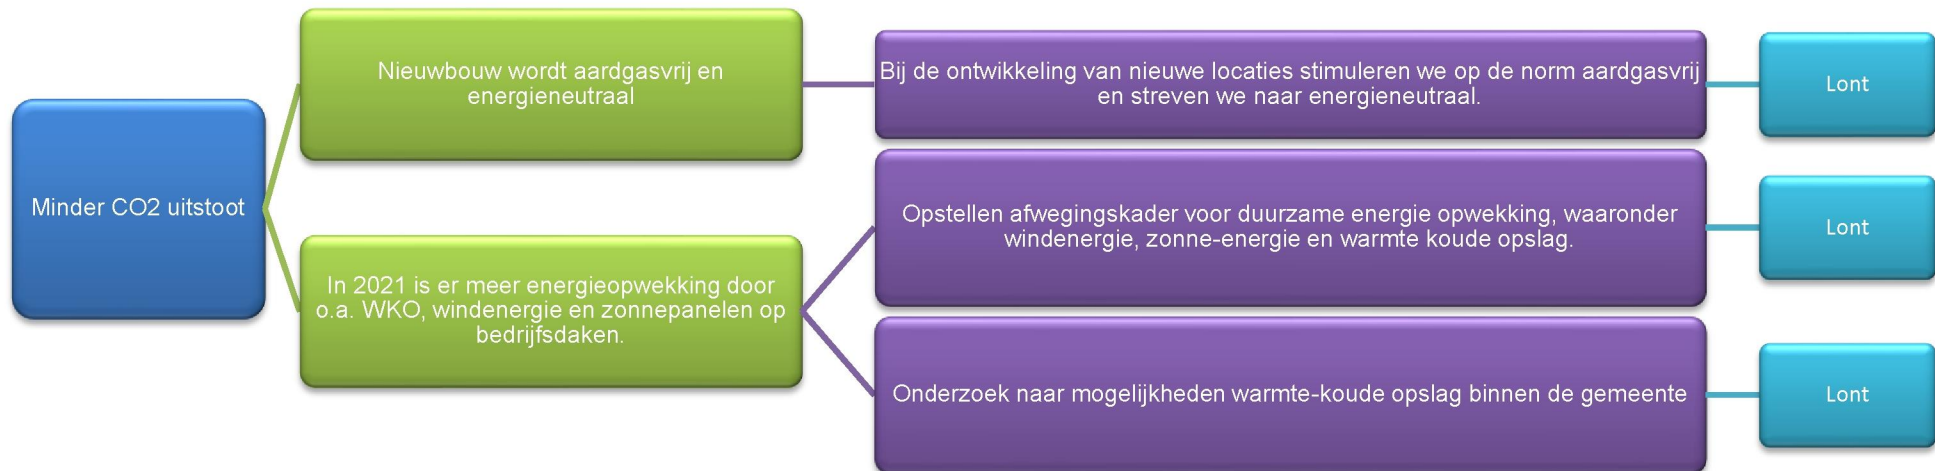 Minder CO2 uitstoot
Nieuwbouw wordt aardgasvrij en
energieneutraal
Bij de ontwikkeling van nieuwe locaties stimuleren we op de norm aardgasvrij
en streven we naar energieneutraal.
Lont
In 2021 is er meer energieopwekking door
o.a. WKO, windenergie en zonnepanelen op
bedrijfsdaken.
Opstellen afwegingskader voor duurzame energie opwekking, waaronder
windenergie, zonne-energie en warmte koude opslag.
Lont
Onderzoek naar mogelijkheden warmte-koude opslag binnen de gemeente
Lont